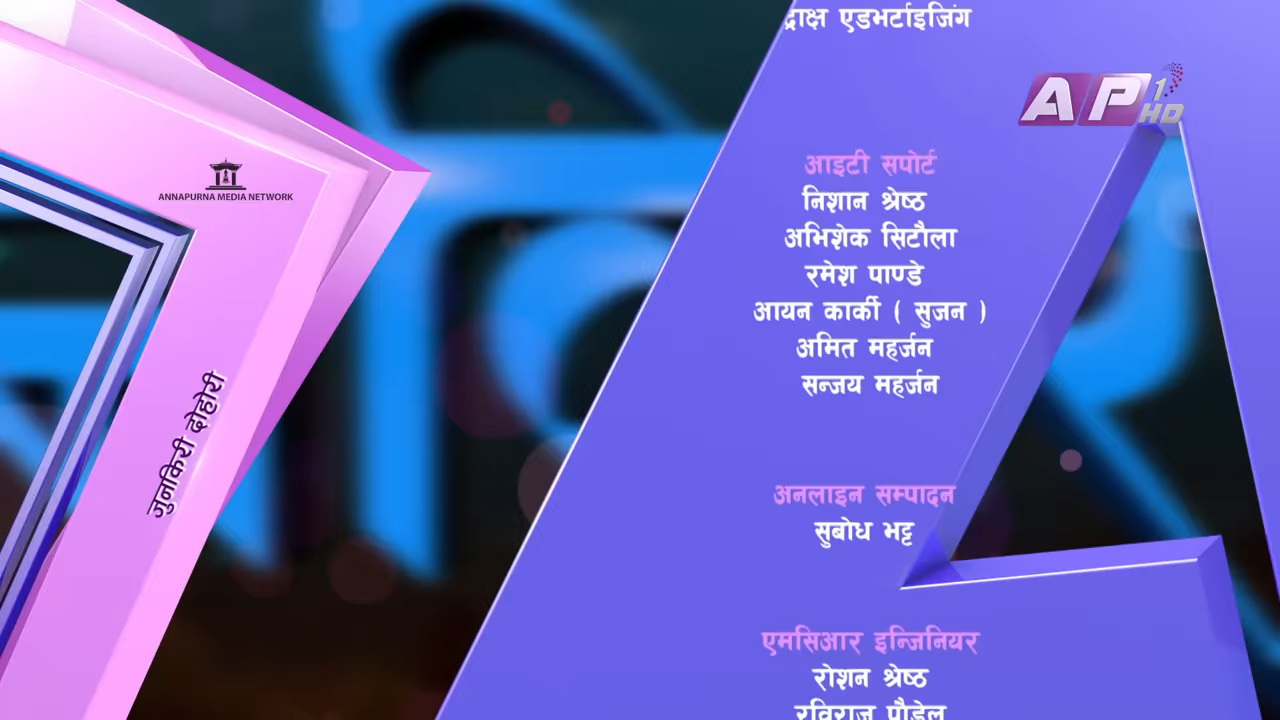 द्राक्ष एडभर्टाइजिंग
AP1 HD
आइटी सपोर्ट
निशान श्रेष्ठ
अभिशेक सिटौला
रमेश पाण्डे
आयन कार्की ( सुजन )
अमित महर्जन
सन्जय महर्जन
अनलाइन सम्पादन
सुबोध भट्ट
एमसिआर इन्जिनियर
रोशन श्रेष्ठ
रविराज पौडेल
ANNAPURNA MEDIA NETWORK
जुनकिरी दोहोरी